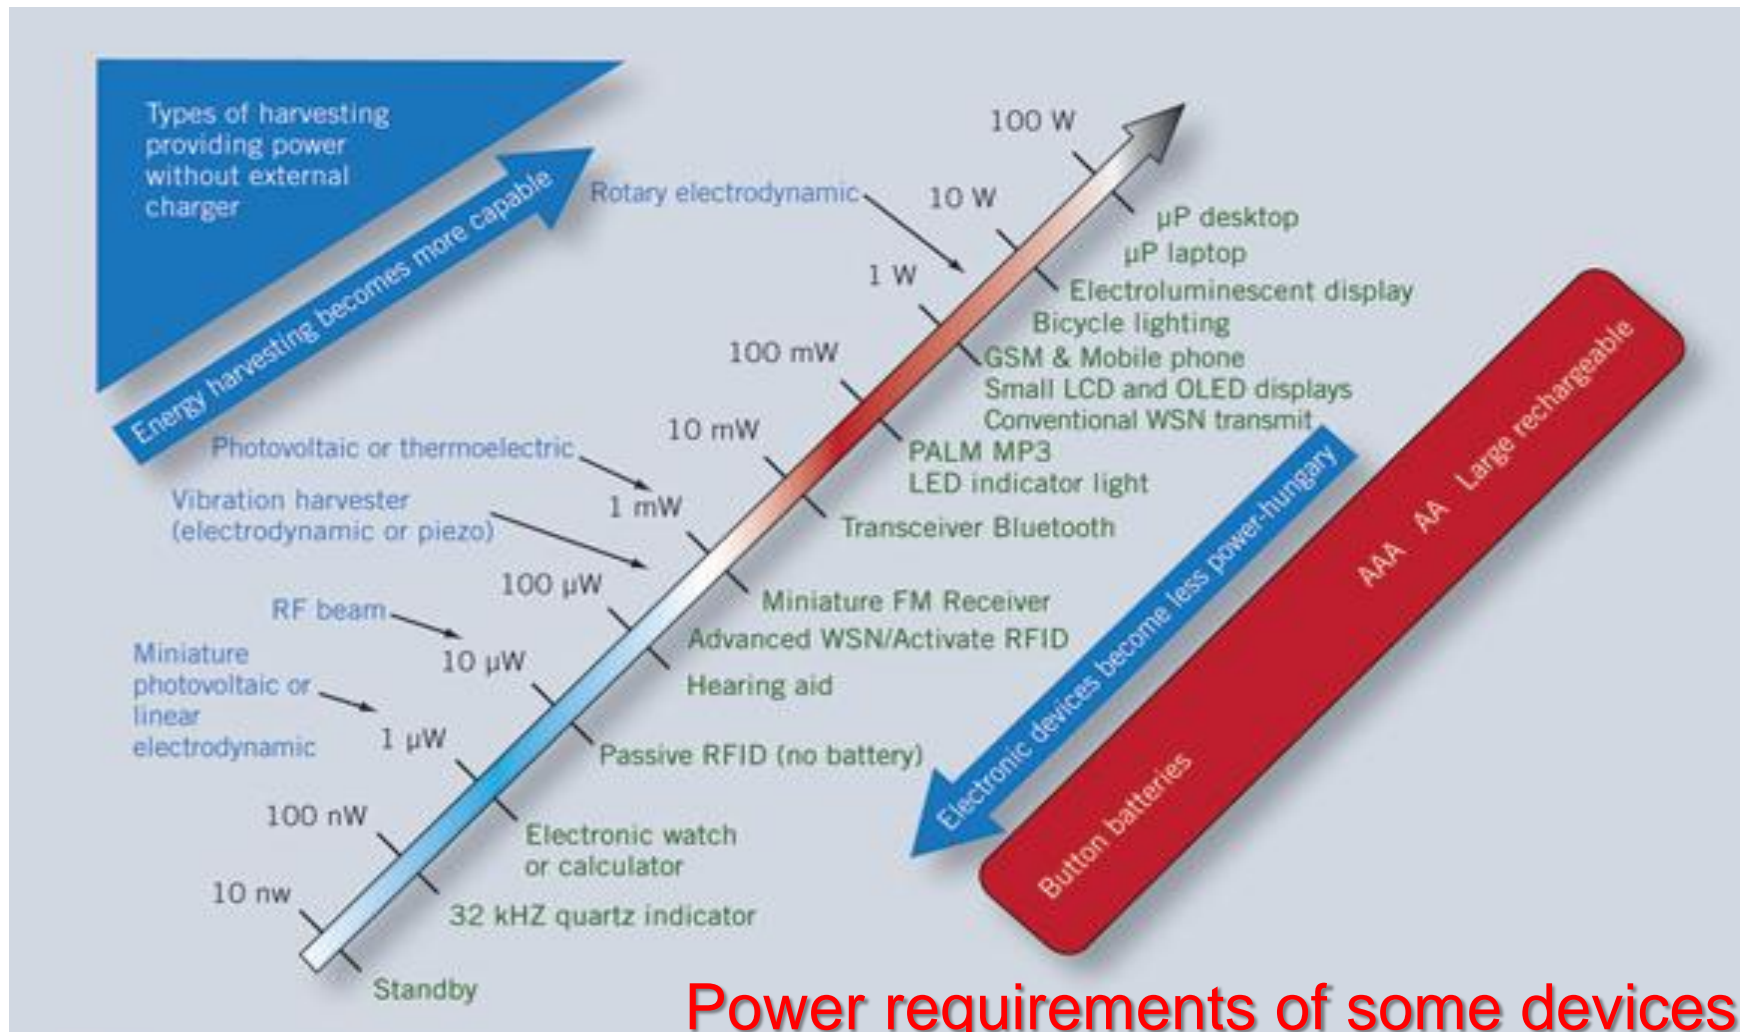 Types of harvesting
providing power
without external
charger
Energy harvesting becomes more capable
100 W
10 W
1 W
100 mW
10 mW
1 mW
100 µW
10 µW
1 µW
100 nW
10 nw
Rotary electrodynamic
Photovoltaic or thermoelectric
Vibration harvester
(electrodynamic or piezo)
RF beam
Miniature
photovoltaic or
linear
electrodynamic
µP desktop
µP laptop
Electroluminescent display
Bicycle lighting
GSM & Mobile phone
Small LCD and OLED displays
Conventional WSN transmit
PALM MP3
LED indicator light
Transceiver Bluetooth
Miniature FM Receiver
Advanced WSN/Activate RFID
Hearing aid
Passive RFID (no battery)
Electronic watch
or calculator
32 kHZ quartz indicator
Standby
Electronic devices become less power-hungry
Button batteries
AAA
AA
Large rechargeable
Power requirements of some devices